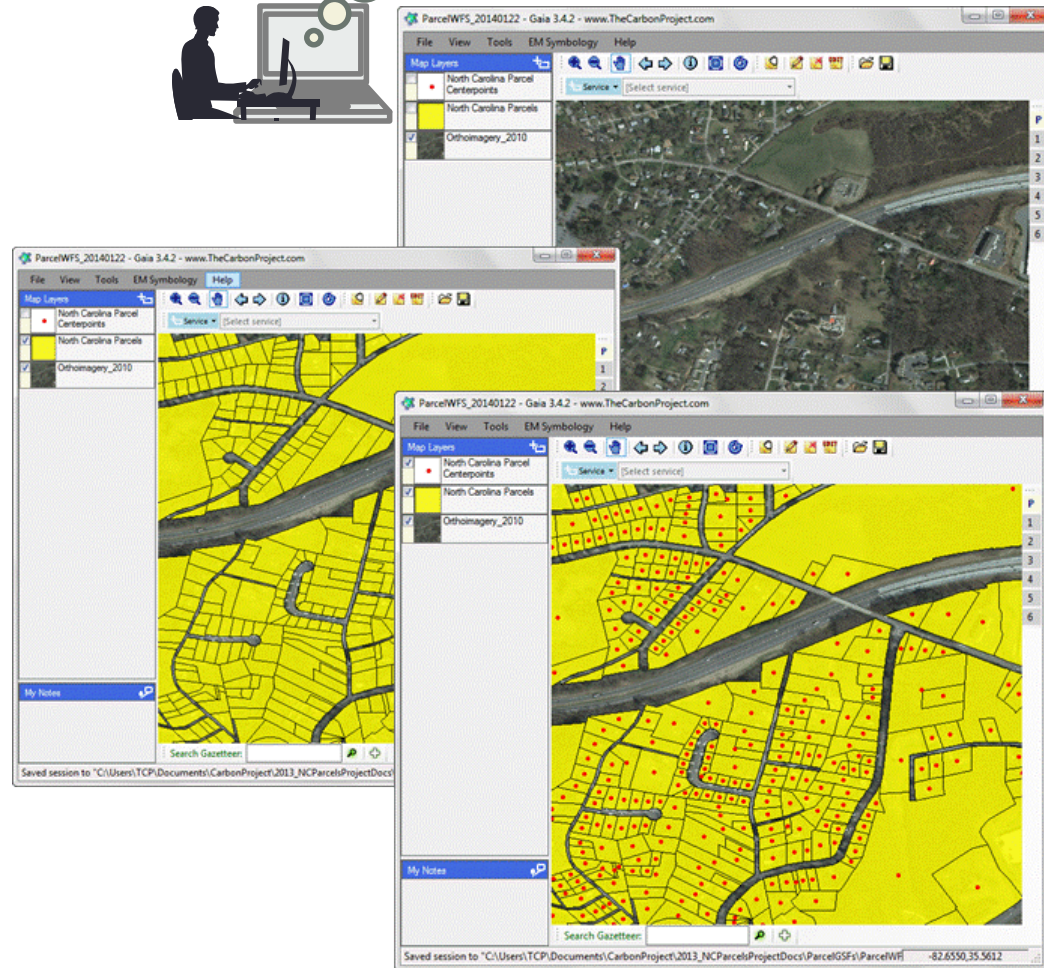 ParcelWFS_20140122 - Gaia 3.4.2 - www.TheCarbonProject.com
File View Tools EM Symbology Help
Map Layers
Service [Select service]
North Carolina Parcel
Centerpoints
North Carolina Parcels
Orthoimagery_2010
P
1
2
3
4
5
6
ParcelWFS_20140122 - Gaia 3.4.2 - www.TheCarbonProject.com
File View Tools EM Symbology Help
Map Layers EDIT
Service [Select service]
North Carolina Parcel
Centerpoints
North Carolina Parcels
Orthoimagery_2010
P
1
2
My Notes
Search Gazetteer:
Saved session to "C:\Users\TCP\Documents\CarbonProject\2013_NCParcelsProjectDocs\
ParcelWFS_20140122 - Gaia 3.4.2 - www.TheCarbonProject.com
File View Tools EM Symbology Help
Map Layers EDIT
Service [Select service]
North Carolina Parcel
Centerpoints
North Carolina Parcels
Orthoimagery_2010
P
1
2
3
4
5
6
My Notes
Search Gazetteer:
Saved session to "C:\Users\TCP\Documents\CarbonProject\2013_NCParcelsProjectDocs\ParcelGSFs\ParcelWF -82.6550,35.5612